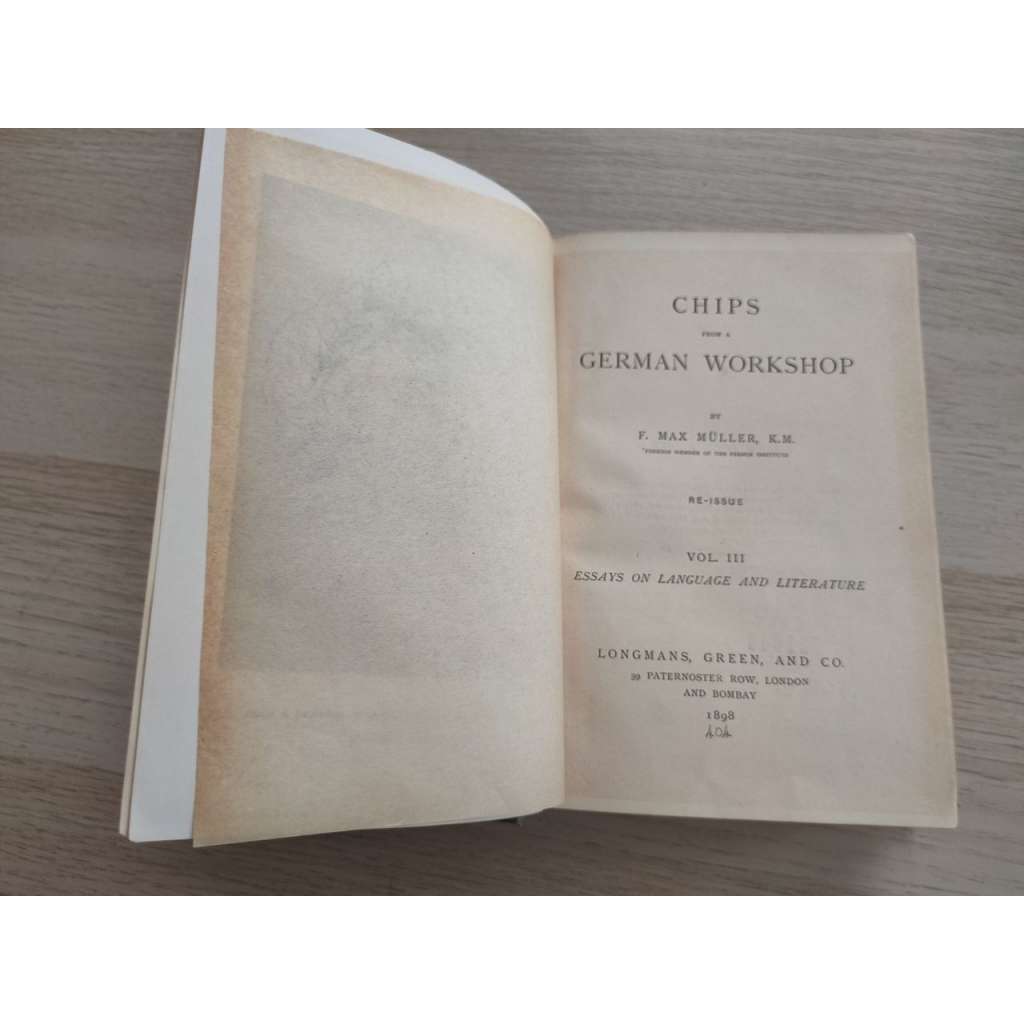 CHIPS
FROM A
GERMAN WORKSHOP
BY
F. MAX MÜLLER, K.M.
FOREIGN MEMBER OF THE FRENCH INSTITUTE
RE-ISSUE
VOL. III
ESSAYS ON LANGUAGE AND LITERATURE
LONGMANS, GREEN, AND CO.
39 PATERNOSTER ROW, LONDON
AND BOMBAY
1898